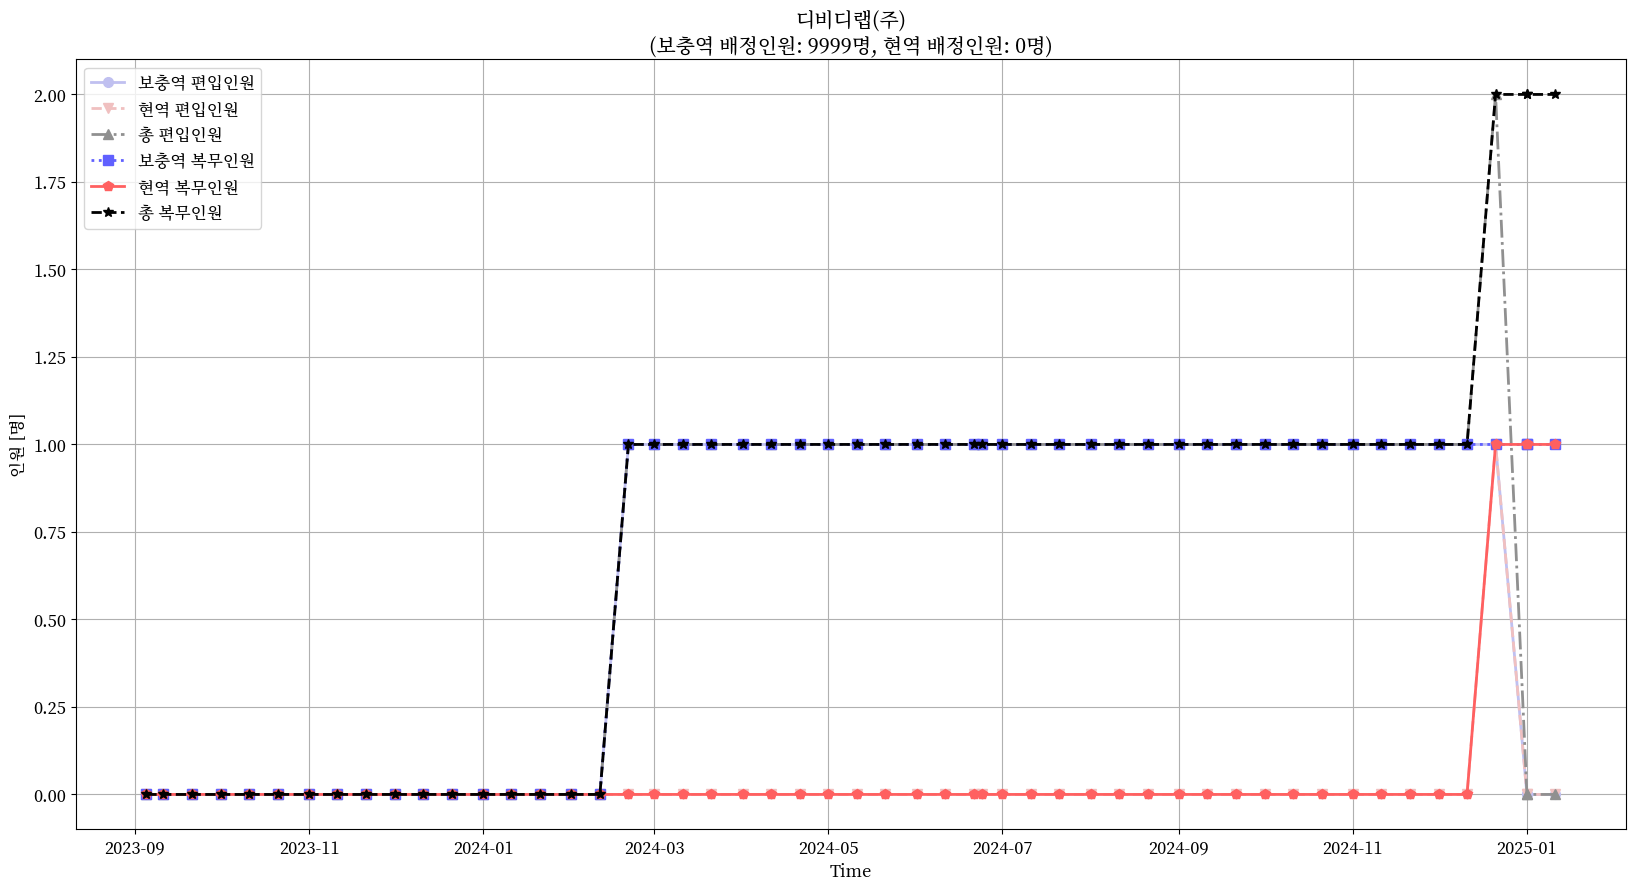 디비디랩(주)
(보충역 배정인원: 9999명, 현역 배정인원: 0명)
보충역 편입인원
현역 편입인원
총 편입인원
보충역 복무인원
현역 복무인원
총 복무인원
2.00
1.75
1.50
1.25
1.00
0.75
0.50
0.25
0.00
인원 [명]
2023-09 2023-11 2024-01 2024-03 2024-05 2024-07 2024-09 2024-11 2025-01
Time